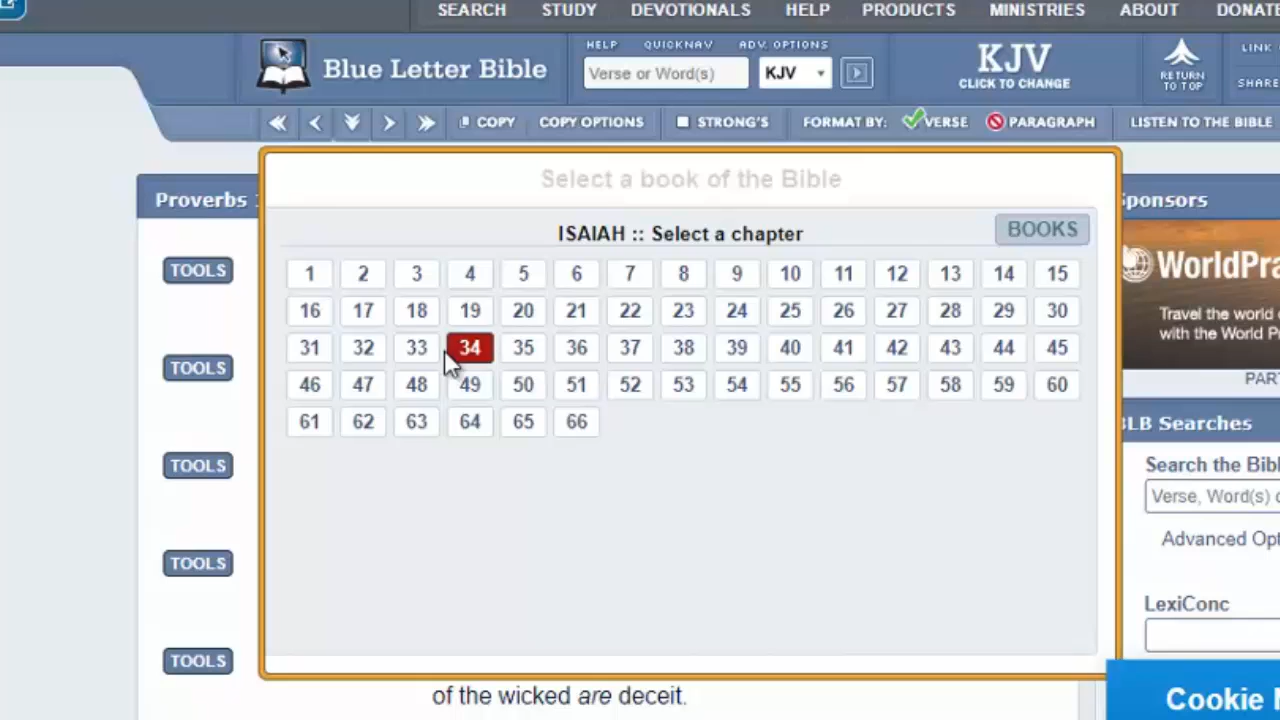 SEARCH STUDY DEVOTIONALS HELP PRODUCTS MINISTRIES ABOUT DONATE
HELP QUICKNAV ADV. OPTIONS
Blue Letter Bible
Verse or Word(s) KJV
KJV
CLICK TO CHANGE
RETURN
TO TOP
LINK
SHARE
COPY COPY OPTIONS STRONG'S FORMAT BY: VERSE PARAGRAPH LISTEN TO THE BIBLE
Select a book of the Bible
Proverbs
ISAIAH :: Select a chapter BOOKS
1 2 3 4 5 6 7 8 9 10 11 12 13 14 15
16 17 18 19 20 21 22 23 24 25 26 27 28 29 30
31 32 33 34 35 36 37 38 39 40 41 42 43 44 45
46 47 48 49 50 51 52 53 54 55 56 57 58 59 60
61 62 63 64 65 66
TOOLS
TOOLS
TOOLS
TOOLS
TOOLS
of the wicked are deceit.
Sponsors
WorldPra
Travel the world
with the World P
PAR
BLB Searches
Search the Bibl
Verse, Word(s)
Advanced Opt
LexiConc
Cookie